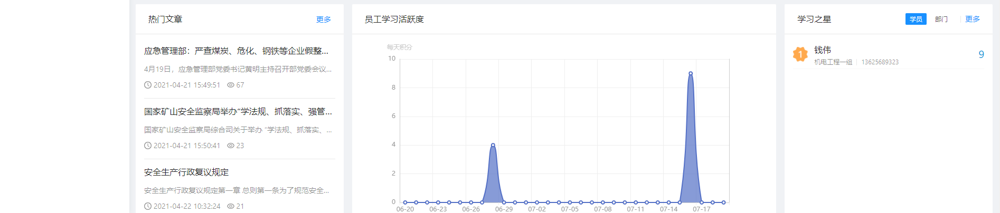 热门文章
更多
应急管理部：严查煤炭、危化、钢铁等企业假整...
4月19日，应急管理部党委书记黄明主持召开部党委会议...
2021-04-21 15:49:51 67
国家矿山安全监察局举办“学法规、抓落实、强管...
国家矿山安全监察局综合司关于举办 “学法规、抓落实、...
2021-04-21 15:50:41 23
安全生产行政复议规定
安全生产行政复议规定第一章 总则第一条为了规范安全...
2021-04-22 10:32:24 21
员工学习活跃度
每天积分
10
8
6
4
2
0
06-20 06-23 06-26 06-29 07-02 07-05 07-08 07-11 07-14 07-17
学习之星
学员 部门 更多
1 钱伟 9
机电工程一组 | 13625689323